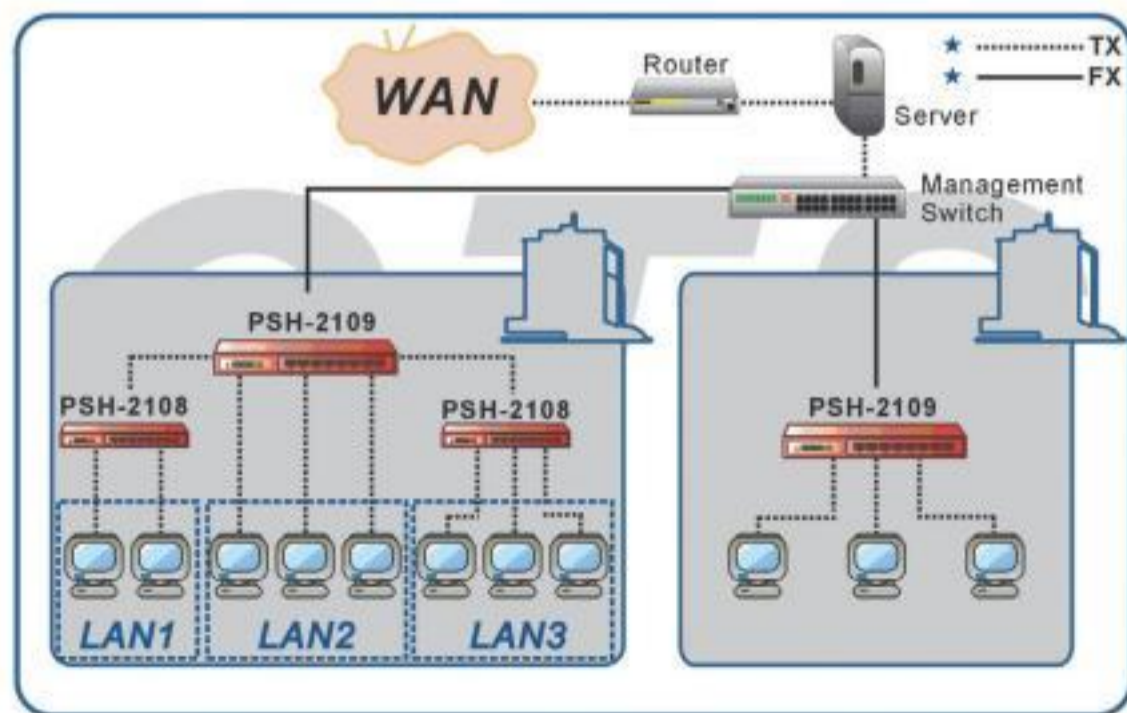 WAN
Router
Server
TX
FX
Management
Switch
PSH-2109
PSH-2108
PSH-2108
LAN1
LAN2
LAN3
PSH-2109